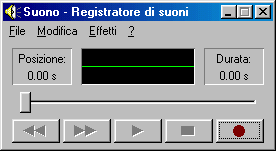 Suono - Registratore di suoni
File Modifica Effetti ?
Posizione:
0.00 s
Durata:
0.00 s